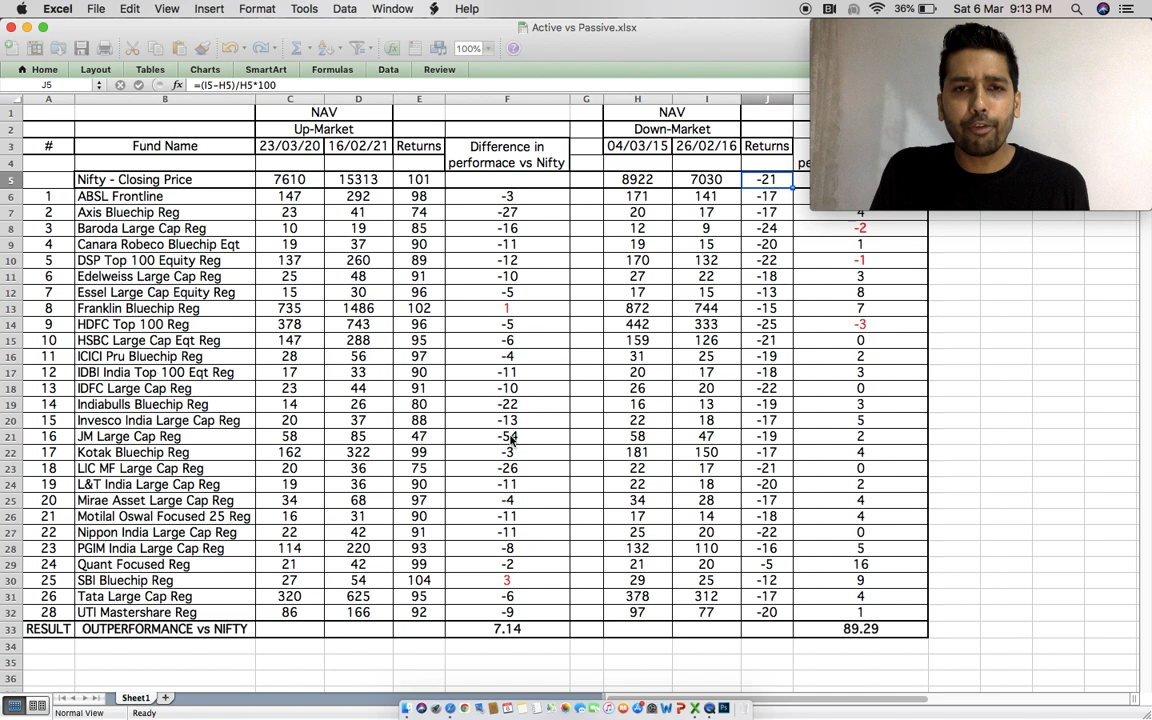 Excel File Edit View Insert Format Tools Data Window Help 36% Sat 6 Mar 9:13 PM
Active vs Passive.xlsx
100%
Home Layout Tables Charts SmartArt Formulas Data Review
J5 fx =(I5-H5)/H5*100
A B C D E F G H I J
1 NAV NAV
2 Up-Market Down-Market
3 # Fund Name 23/03/20 16/02/21 Returns Difference in 04/03/15 26/02/16 Returns
4 performace vs Nifty
5 Nifty - Closing Price 7610 15313 101 8922 7030 -21
6 1 ABSL Frontline 147 292 98 -3 171 141 -17
7 2 Axis Bluechip Reg 23 41 74 -27 20 17 -17 4
8 3 Baroda Large Cap Reg 10 19 85 -16 12 9 -24 -2
9 4 Canara Robeco Bluechip Eqt 19 37 90 -11 19 15 -20 1
10 5 DSP Top 100 Equity Reg 137 260 89 -12 170 132 -22 -1
11 6 Edelweiss Large Cap Reg 25 48 91 -10 27 22 -18 3
12 7 Essel Large Cap Equity Reg 15 30 96 -5 17 15 -13 8
13 8 Franklin Bluechip Reg 735 1486 102 1 872 744 -15 7
14 9 HDFC Top 100 Reg 378 743 96 -5 442 333 -25 -3
15 10 HSBC Large Cap Eqt Reg 147 288 95 -6 159 126 -21 0
16 11 ICICI Pru Bluechip Reg 28 56 97 -4 31 25 -19 2
17 12 IDBI India Top 100 Eqt Reg 17 33 90 -11 20 17 -18 3
18 13 IDFC Large Cap Reg 23 44 91 -10 26 20 -22 0
19 14 Indiabulls Bluechip Reg 14 26 80 -22 16 13 -19 3
20 15 Invesco India Large Cap Reg 20 37 88 -13 22 18 -17 5
21 16 JM Large Cap Reg 58 85 47 -54 58 47 -19 2
22 17 Kotak Bluechip Reg 162 322 99 -3 181 150 -17 4
23 18 LIC MF Large Cap Reg 20 36 75 -26 22 17 -21 0
24 19 L&T India Large Cap Reg 19 36 90 -11 22 18 -20 2
25 20 Mirae Asset Large Cap Reg 34 68 97 -4 34 28 -17 4
26 21 Motilal Oswal Focused 25 Reg 16 31 90 -11 17 14 -18 4
27 22 Nippon India Large Cap Reg 22 42 91 -11 25 20 -22 0
28 23 PGIM India Large Cap Reg 114 220 93 -8 132 110 -16 5
29 24 Quant Focused Reg 21 42 99 -2 21 20 -5 16
30 25 SBI Bluechip Reg 27 54 104 3 29 25 -12 9
31 26 Tata Large Cap Reg 320 625 95 -6 378 312 -17 4
32 28 UTI Mastershare Reg 86 166 92 -9 97 77 -20 1
33 RESULT OUTPERFORMANCE vs NIFTY 7.14 89.29
34
35
36
Sheet1
Normal View Ready